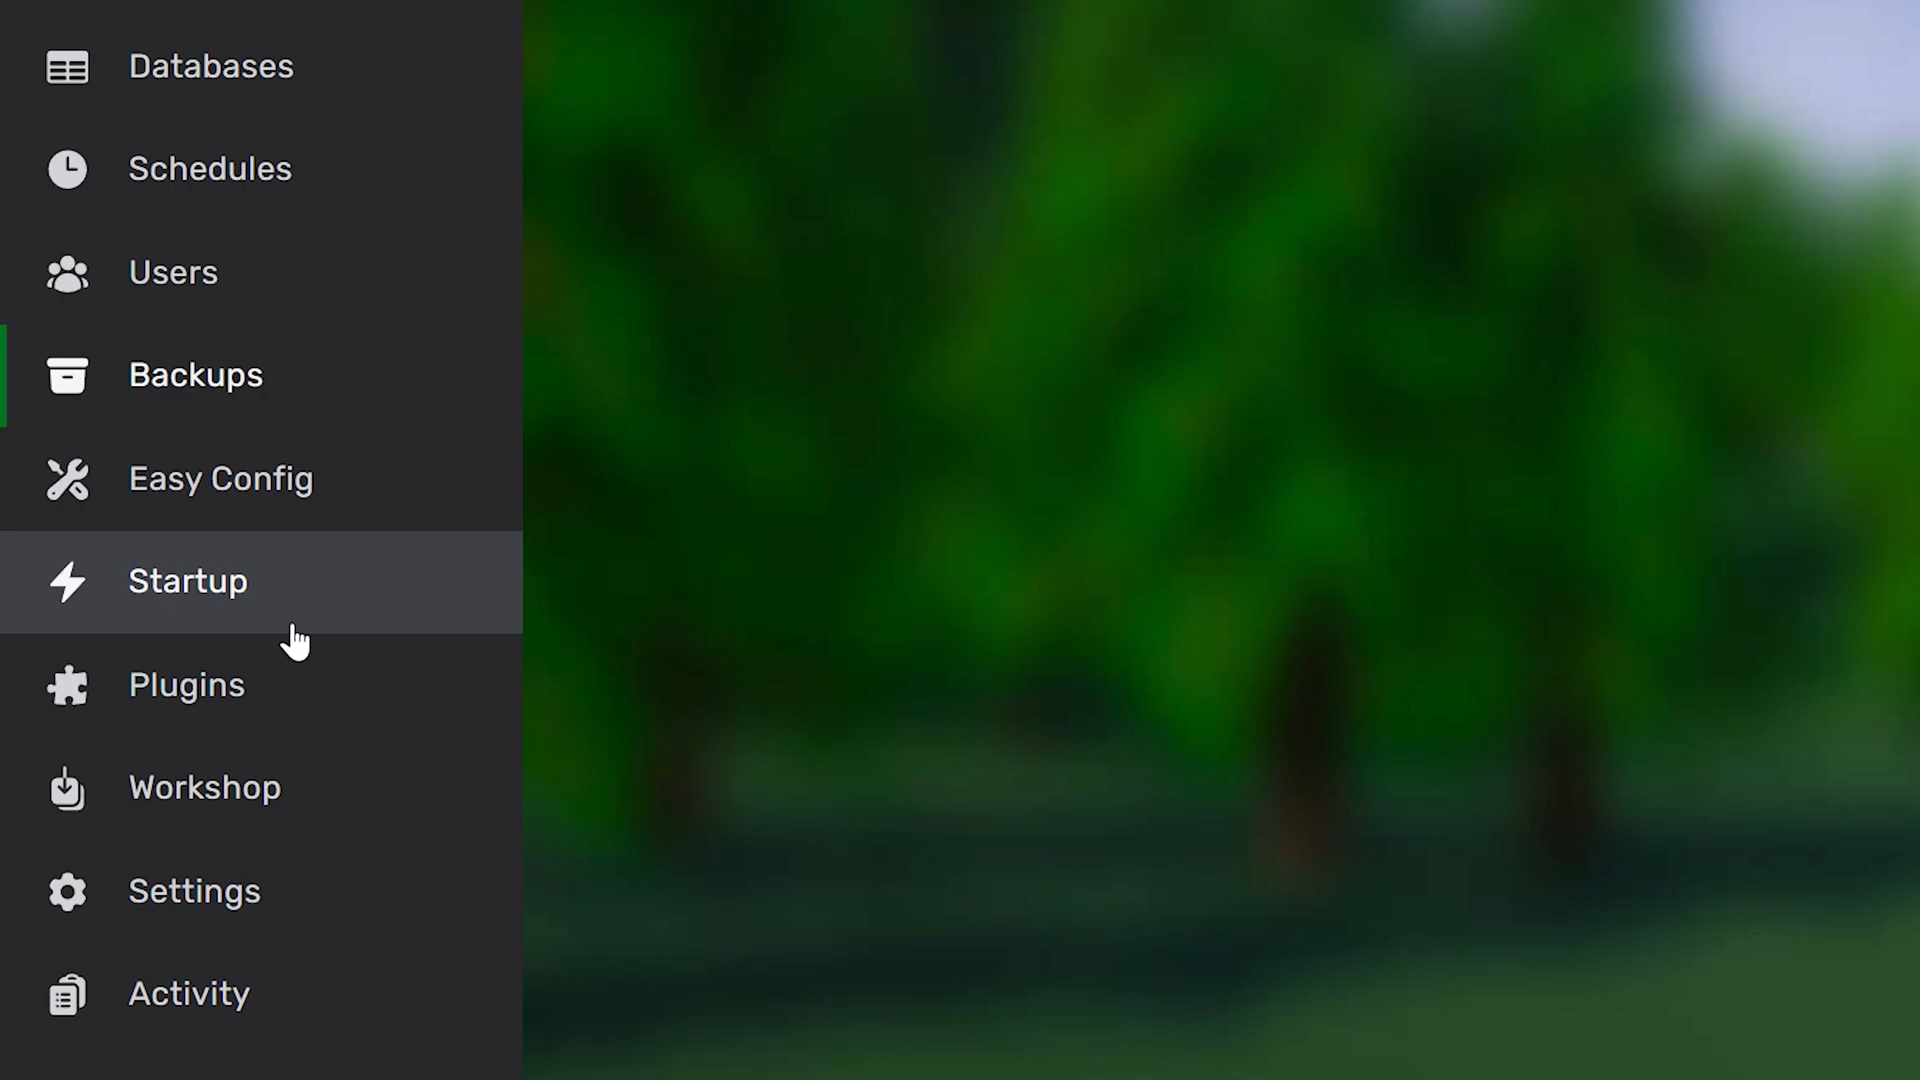 Databases
Schedules
Users
Backups
Easy Config
Startup
Plugins
Workshop
Settings
Activity